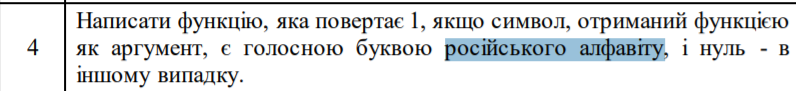 4
Написати функцію, яка повертає 1, якщо символ, отриманий функцією
як аргумент, є голосною буквою російського алфавіту, і нуль - в
іншому випадку.